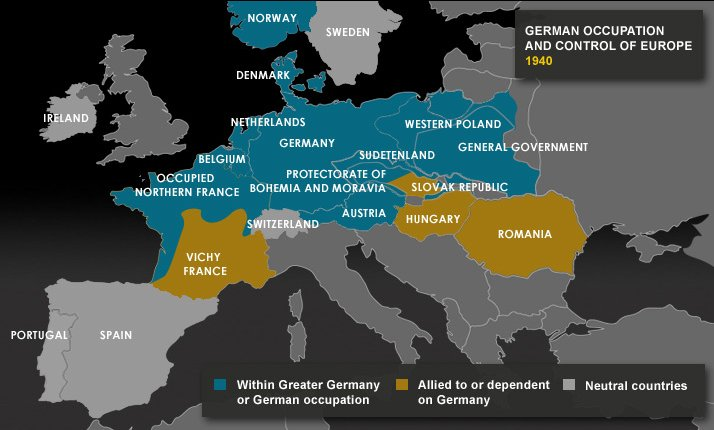 GERMAN OCCUPATION
AND CONTROL OF EUROPE
1940
NORWAY
SWEDEN
DENMARK
IRELAND
NETHERLANDS
WESTERN POLAND
GERMANY
GENERAL GOVERNMENT
BELGIUM
SUDETENLAND
OCCUPIED
NORTHERN FRANCE
PROTECTORATE OF
BOHEMIA AND MORAVIA
SLOVAK REPUBLIC
AUSTRIA
HUNGARY
SWITZERLAND
ROMANIA
VICHY
FRANCE
PORTUGAL
SPAIN
Within Greater Germany
or German occupation
Allied to or dependent
on Germany
Neutral countries